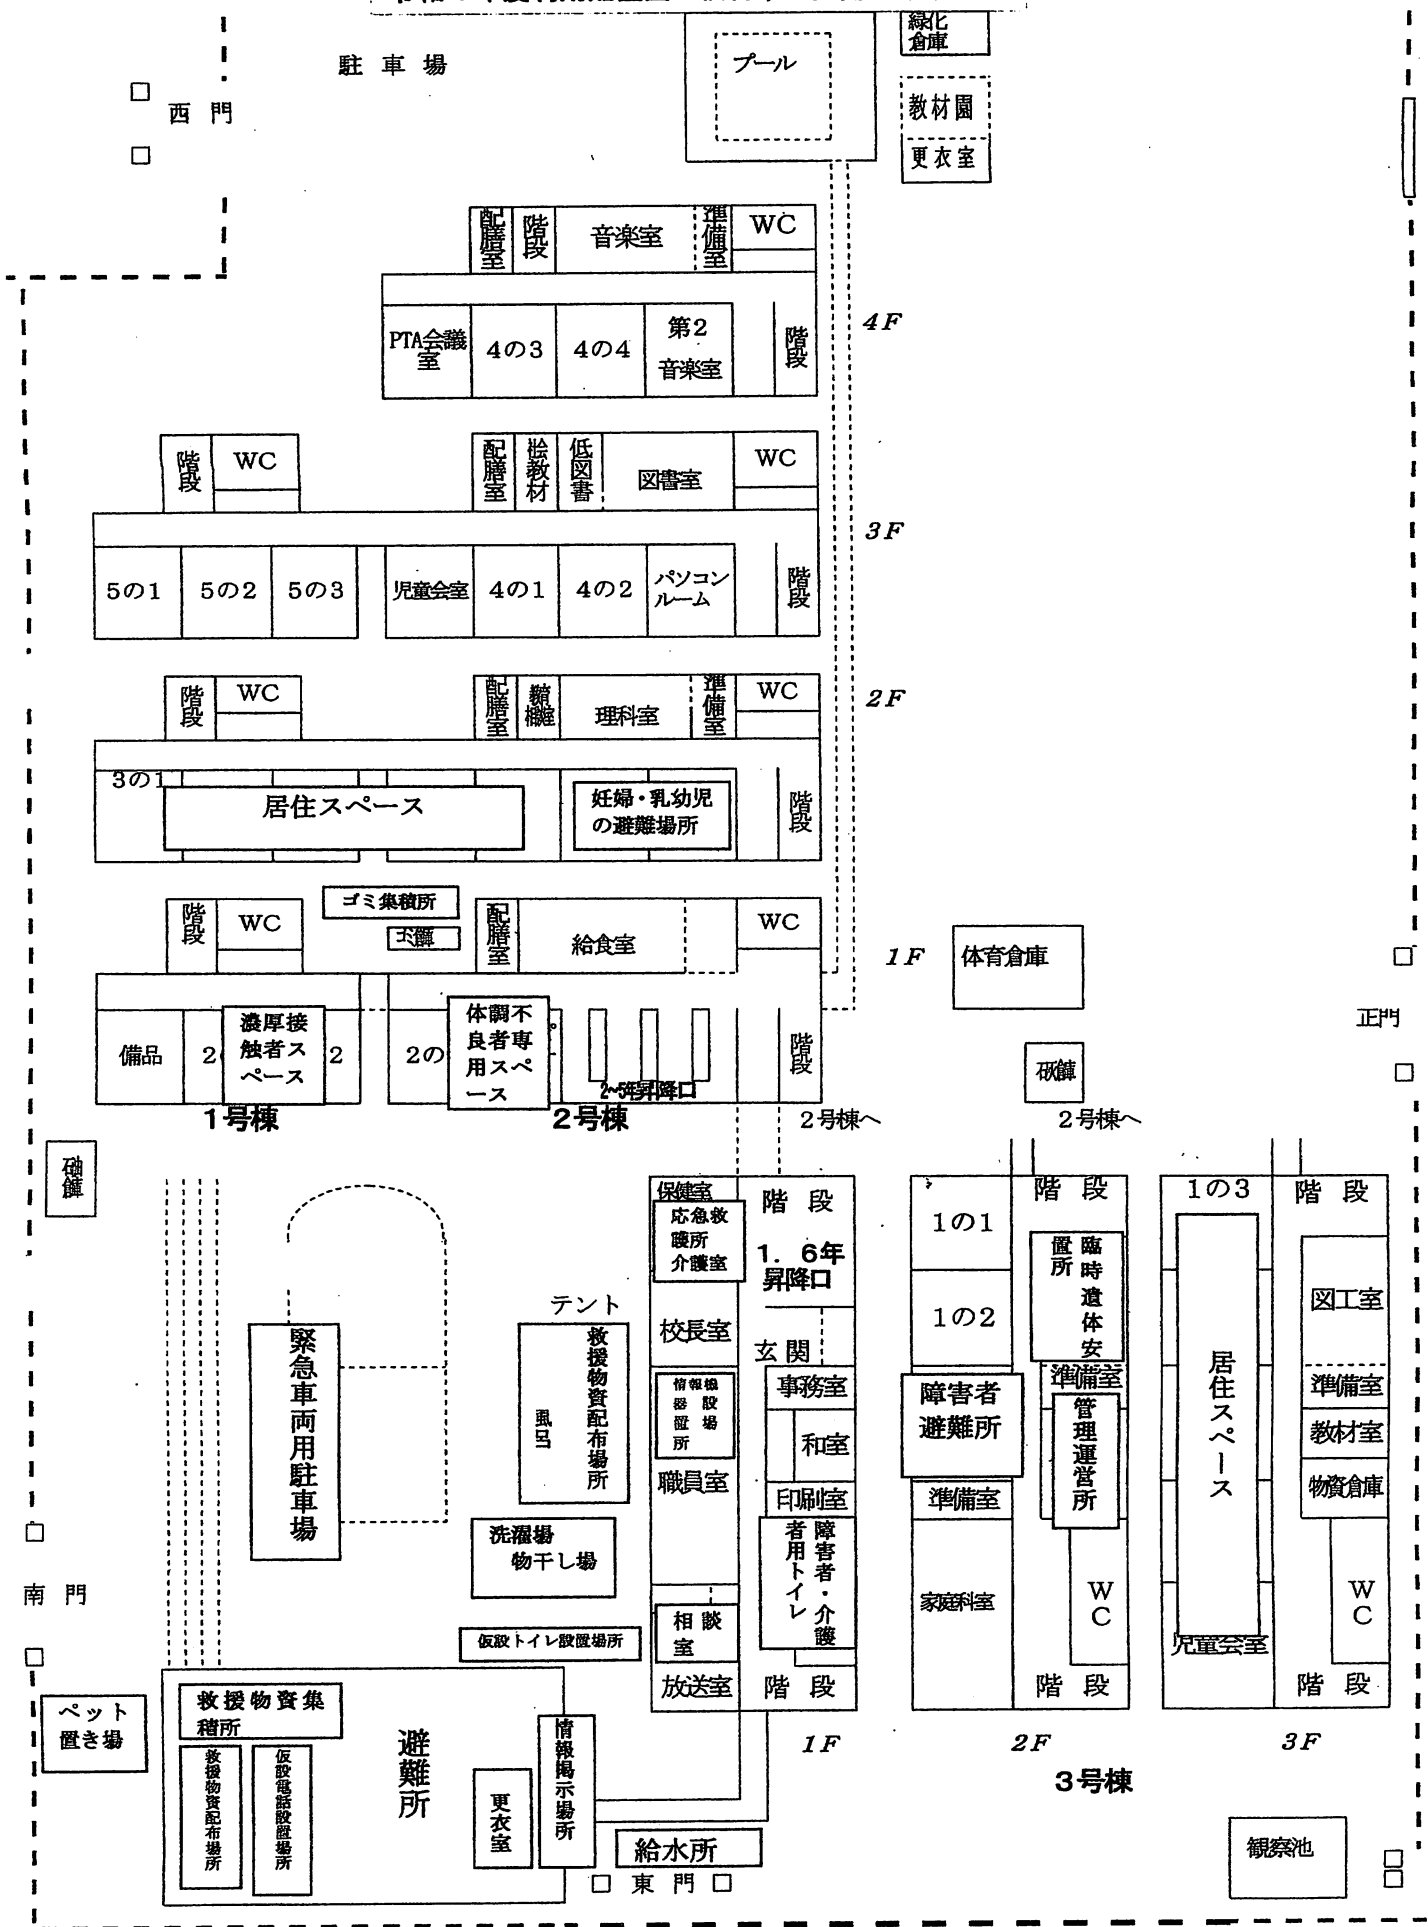 緑化
倉庫
プール
駐車場
教材園
西門
更衣室
配膳室
階段
音楽室
準備室
WC
4F
PTA会議室
4の3
4の4
第2
音楽室
階段
階段
WC
配膳室
絵教材
低図書
図書室
WC
3F
5の1
5の2
5の3
児童会室
4の1
4の2
パソコン
ルーム
階段
階段
WC
配膳室
理科室
準備室
WC
2F
3の1
居住スペース
妊婦・乳幼児
の避難場所
階段
ゴミ集積所
階段
WC
配膳室
給食室
WC
1F
体育倉庫
正門
備品
2
濃厚接
触者ス
ペース
2
2の
体調不
良者専
用スペ
ース
2~5年昇降口
階段
1号棟
2号棟
2号棟へ
2号棟へ
保健室
応急救
護所
介護室
階段
1.6年
昇降口
校長室
玄関
情報機
器設
置場
所
事務室
和室
職員室
印刷室
障害者・介護
者用トイレ
相談
室
放送室
階段
1F
1の1
階段
臨時遺体安
置所
1の2
準備室
障害者
避難所
管理運営所
準備室
家庭科室
WC
階段
2F
1の3
階段
図工室
居住スペース
準備室
教材室
物資倉庫
WC
児童会室
階段
3F
3号棟
テント
緊急車両用駐車場
救援物資配布場所
風呂
洗濯場
物干し場
南門
仮設トイレ設置場所
ペット
置き場
救援物資集
積所
救援物資配布場所
仮設電話設置場所
避難所
更衣室
情報掲示場所
給水所
東門
観察池